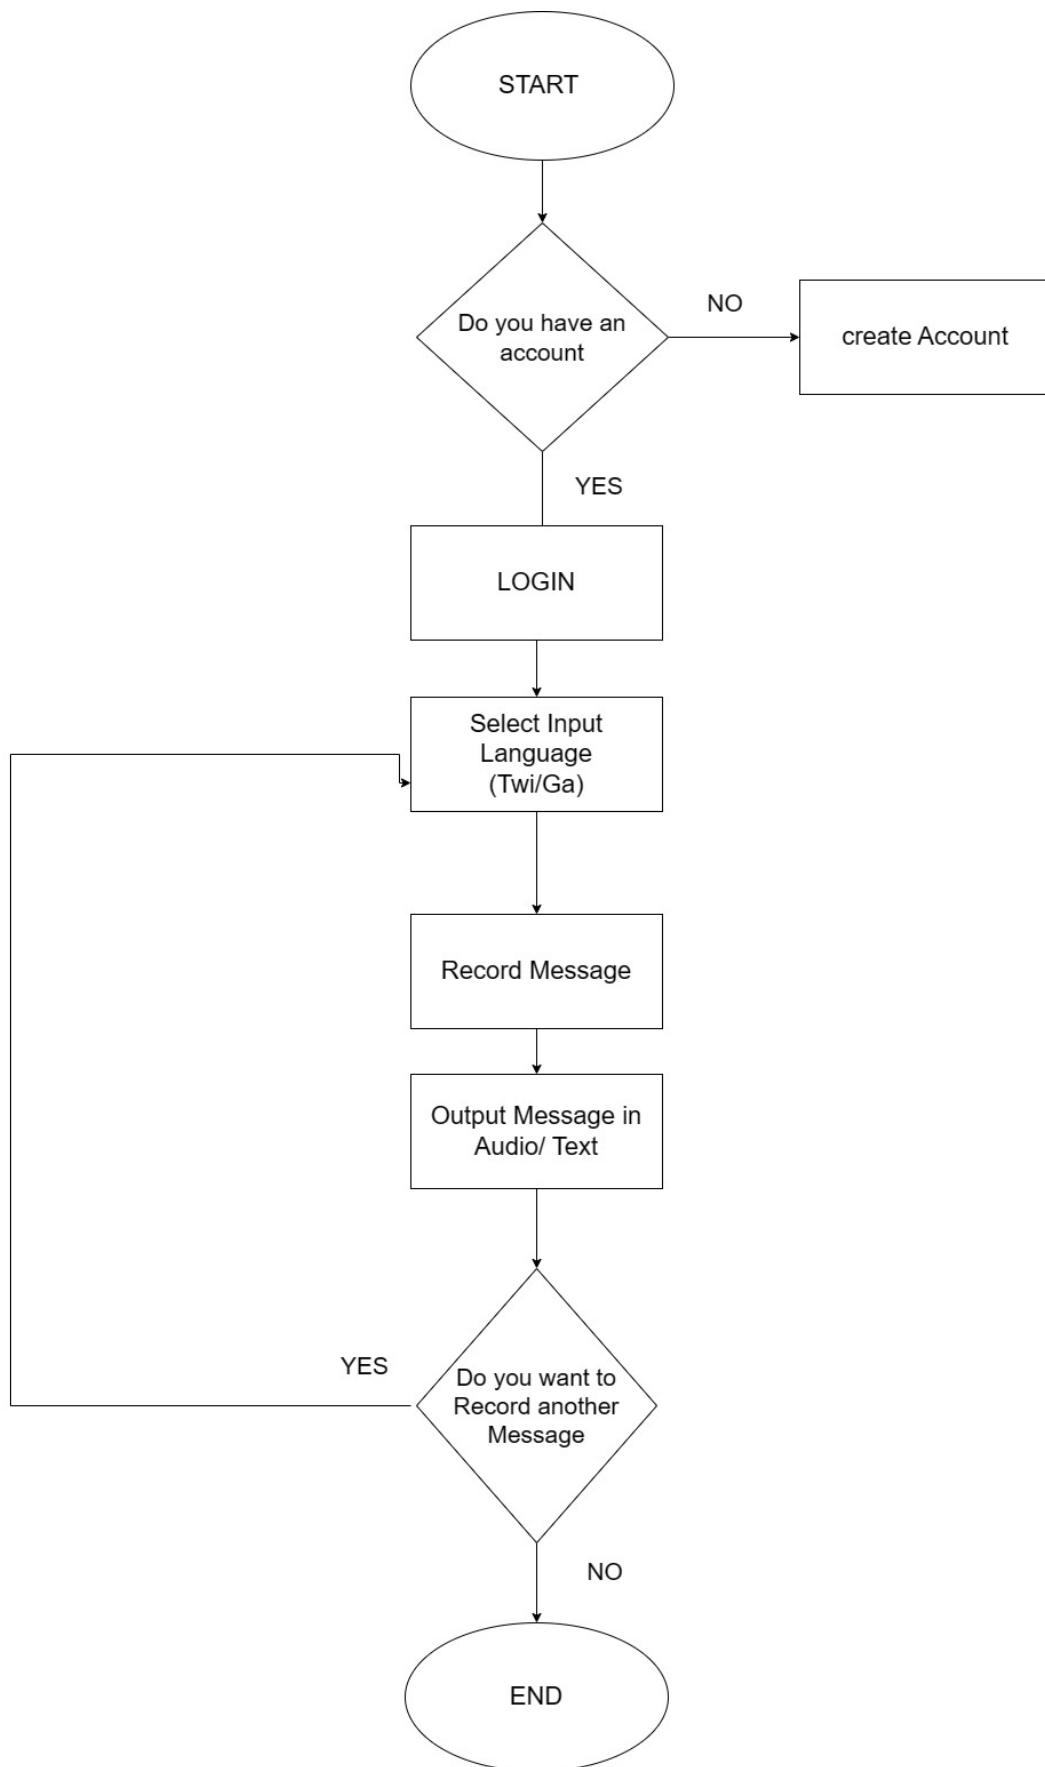 START
Do you have an
account
NO
create Account
YES
LOGIN
Select Input
Language
(Twi/Ga)
Record Message
Output Message in
Audio/ Text
YES
Do you want to
Record another
Message
NO
END